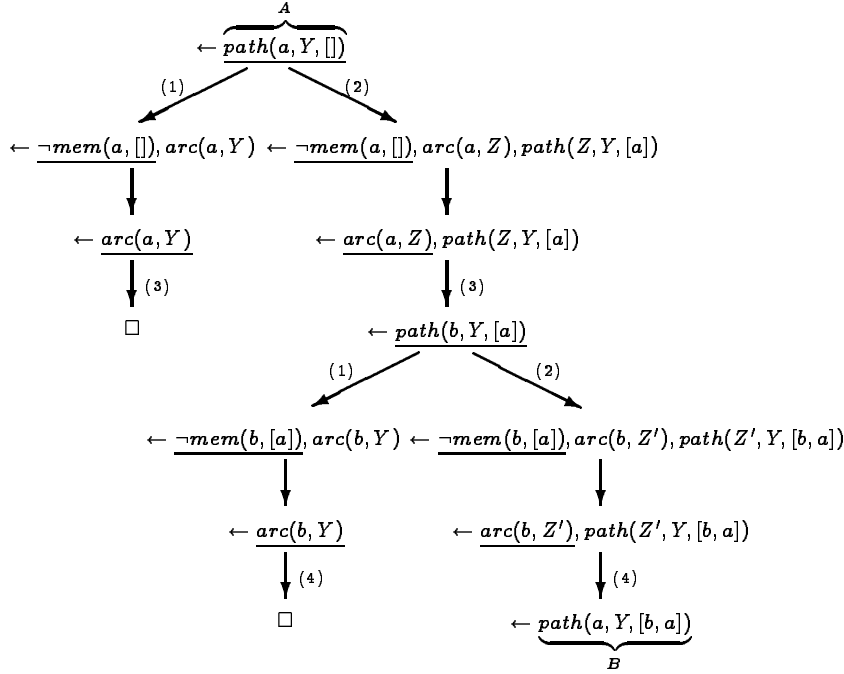 A
← path(a, Y, [])
(1) (2)
← ¬mem(a, []), arc(a, Y) ← ¬mem(a, []), arc(a, Z), path(Z, Y, [a])
← arc(a, Y) ← arc(a, Z), path(Z, Y, [a])
(3) (3)
□ ← path(b, Y, [a])
(1) (2)
← ¬mem(b, [a]), arc(b, Y) ← ¬mem(b, [a]), arc(b, Z′), path(Z′, Y, [b, a])
← arc(b, Y) ← arc(b, Z′), path(Z′, Y, [b, a])
(4) (4)
□ ← path(a, Y, [b, a])
B